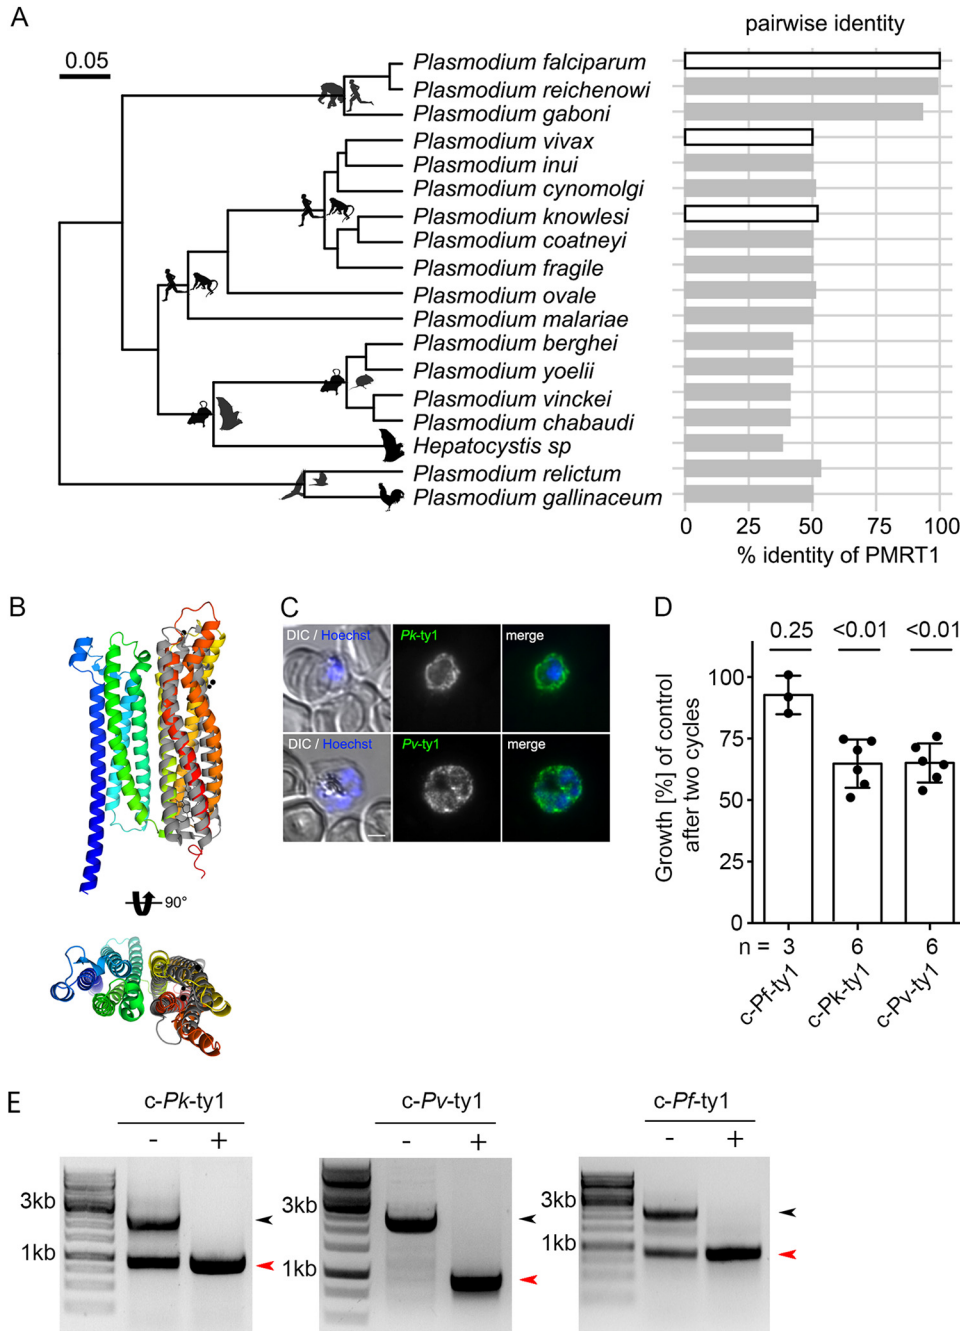 A
pairwise identity
0.05
Plasmodium falciparum
Plasmodium reichenowi
Plasmodium gaboni
Plasmodium vivax
Plasmodium inui
Plasmodium cynomolgi
Plasmodium knowlesi
Plasmodium coatneyi
Plasmodium fragile
Plasmodium ovale
Plasmodium malariae
Plasmodium berghei
Plasmodium yoelii
Plasmodium vinckei
Plasmodium chabaudi
Hepatocystis sp
Plasmodium relictum
Plasmodium gallinaceum
0 25 50 75 100
% identity of PMRT1
B
90°
C
DIC / Hoechst
Pk-ty1
merge
DIC / Hoechst
Pv-ty1
merge
D
0.25 <0.01 <0.01
Growth [%] of control
after two cycles
100
75
50
25
0
n = 3 6 6
c-Pf-ty1
c-Pk-ty1
c-Pv-ty1
E
c-Pk-ty1
- +
3kb
1kb
c-Pv-ty1
- +
3kb
1kb
c-Pf-ty1
- +
3kb
1kb